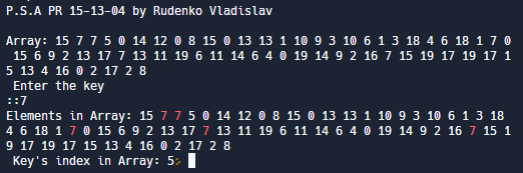 P.S.A PR 15-13-04 by Rudenko Vladislav
Array: 15 7 7 5 0 14 12 0 8 15 0 13 13 1 10 9 3 10 6 1 3 18 4 6 18 1 7 0
15 6 9 2 13 17 7 13 11 19 6 11 14 6 4 0 19 14 9 2 16 7 15 19 17 19 17 1
5 13 4 16 0 2 17 2 8
Enter the key
::7
Elements in Array: 15 7 7 5 0 14 12 0 8 15 0 13 13 1 10 9 3 10 6 1 3 18
4 6 18 1 7 0 15 6 9 2 13 17 7 13 11 19 6 11 14 6 4 0 19 14 9 2 16 7 15 1
9 17 19 17 15 13 4 16 0 2 17 2 8
Key's index in Array: 5